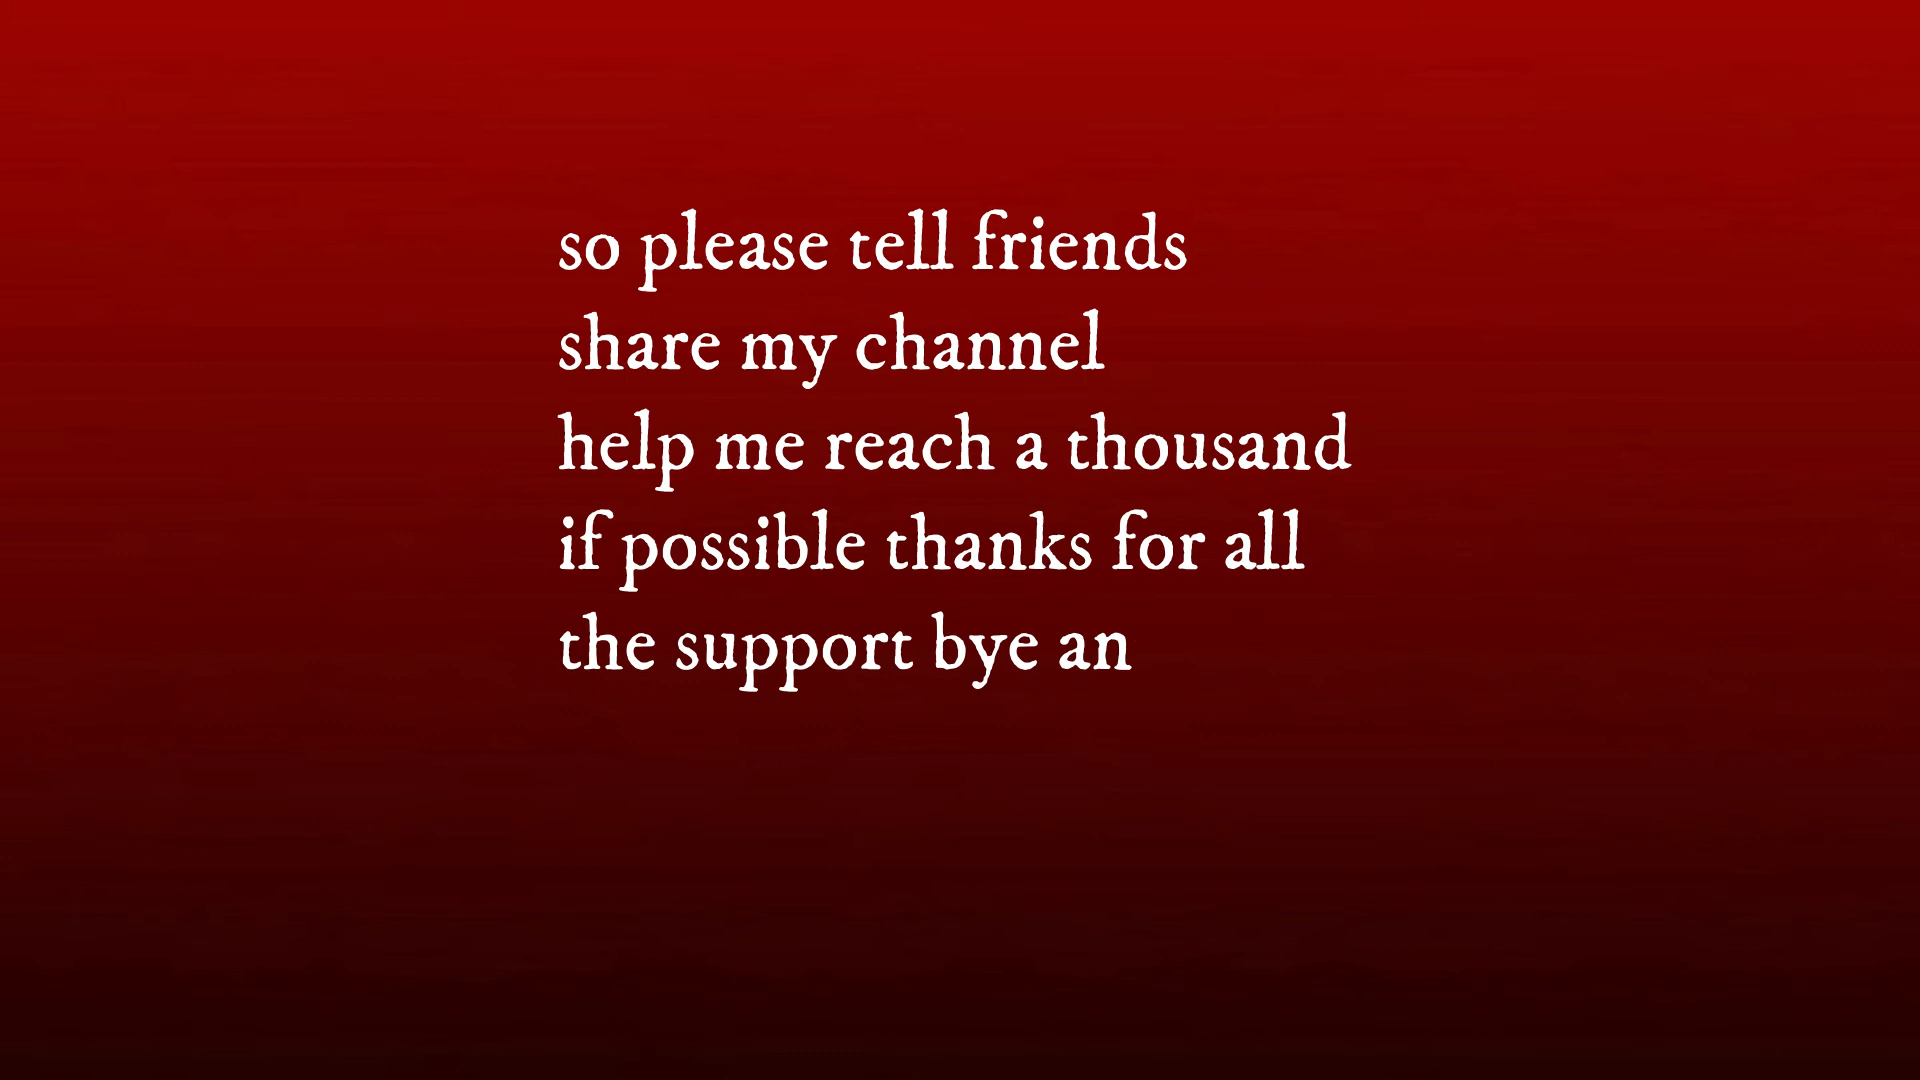 so please tell friends
share my channel
help me reach a thousand
if possible thanks for all
the support bye an